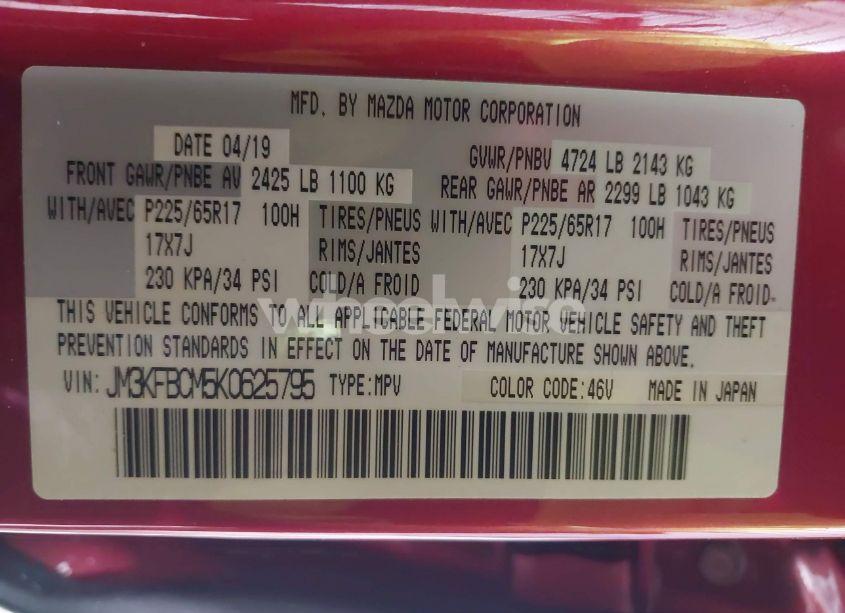 MFD. BY MAZDA MOTOR CORPORATION
DATE 04/19 GVWR/PNBV 4724 LB 2143 KG
FRONT GAWR/PNBE AV 2425 LB 1100 KG REAR GAWR/PNBE AR 2299 LB 1043 KG
WITH/AVEC P225/65R17 100H TIRES/PNEUS WITH/AVEC P225/65R17 100H TIRES/PNEUS
17X7J RIMS/JANTES 17X7J RIMS/JANTES
230 KPA/34 PSI COLD/A FROID 230 KPA/34 PSI COLD/A FROID
wheelwire
THIS VEHICLE CONFORMS TO ALL APPLICABLE FEDERAL MOTOR VEHICLE SAFETY AND THEFT
PREVENTION STANDARDS IN EFFECT ON THE DATE OF MANUFACTURE SHOWN ABOVE.
VIN: JM3KFBCM5K0625795 TYPE:MPV COLOR CODE:46V MADE IN JAPAN